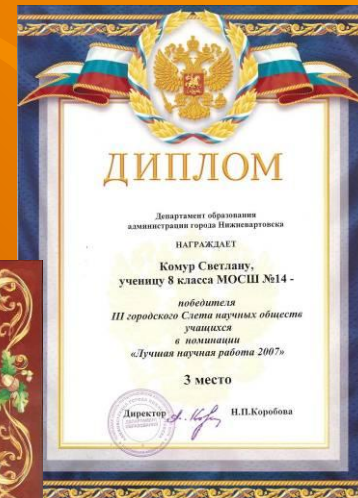 ДИПЛОМ
Департамент образования
администрации города Нижневартовска
НАГРАЖДАЕТ
Комур Светлану,
ученицу 8 класса МОСШ №14 -
победителя
III городского Слета научных обществ
учащихся
в номинации
«Лучшая научная работа 2007»
3 место
Директор
Н.П.Коробова